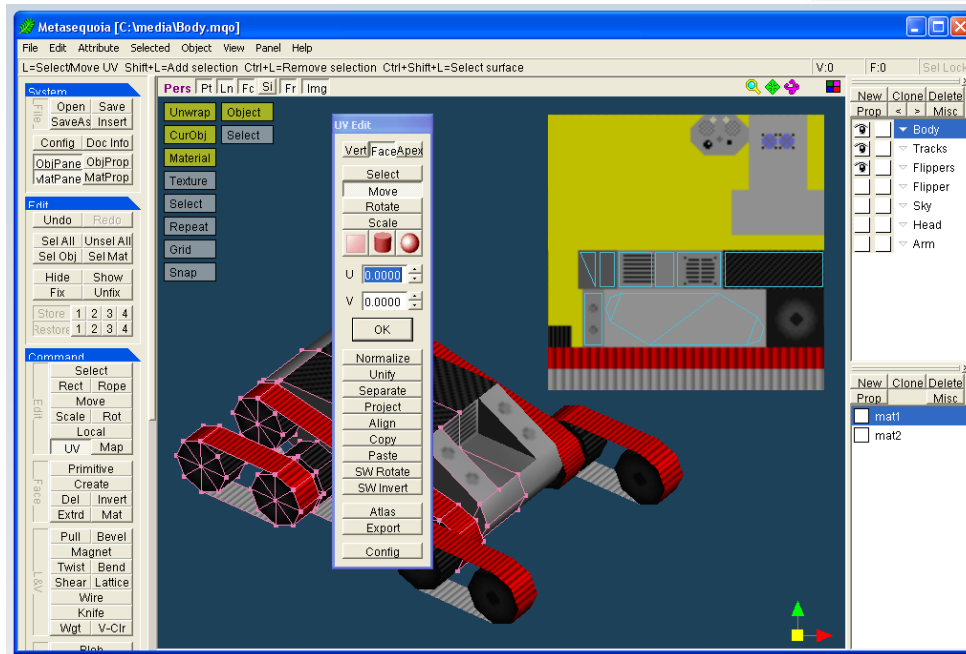 Metasequoia [C:\media\Body.mqo]
File Edit Attribute Selected Object View Panel Help
L=Select/Move UV Shift+L=Add selection Ctrl+L=Remove selection Ctrl+Shift+L=Select surface V:0 F:0 Sel Lock
System
File
Open Save
SaveAs Insert
Config Doc Info
ObjPane ObjProp
MatPane MatProp
Edit
Undo Redo
Sel All Unsel All
Sel Obj Sel Mat
Hide Show
Fix Unfix
Store 1 2 3 4
Restore 1 2 3 4
Command
Edit
Select
Rect Rope
Move
Scale Rot
Local
UV Map
Face
Primitive
Create
Del Invert
Extrd Mat
L&V
Pull Bevel
Magnet
Twist Bend
Shear Lattice
Wire
Knife
Wgt V-Clr
Blob
Pers Pt Ln Fc Si Fr Img
Unwrap Object
CurObj Select
Material
Texture
Select
Repeat
Grid
Snap
UV Edit
Vert Face Apex
Select
Move
Rotate
Scale
U 0.0000
V 0.0000
OK
Normalize
Unify
Separate
Project
Align
Copy
Paste
SW Rotate
SW Invert
Atlas
Export
Config
New Clone Delete
Prop < > Misc
Body
Tracks
Flippers
Flipper
Sky
Head
Arm
New Clone Delete
Prop Misc
mat1
mat2